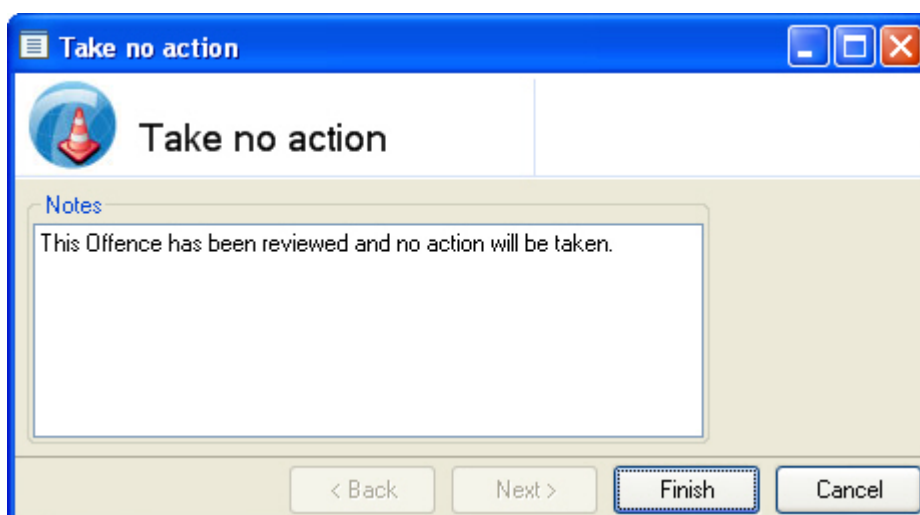 Take no action
Take no action
Notes
This Offence has been reviewed and no action will be taken.
< Back Next > Finish Cancel